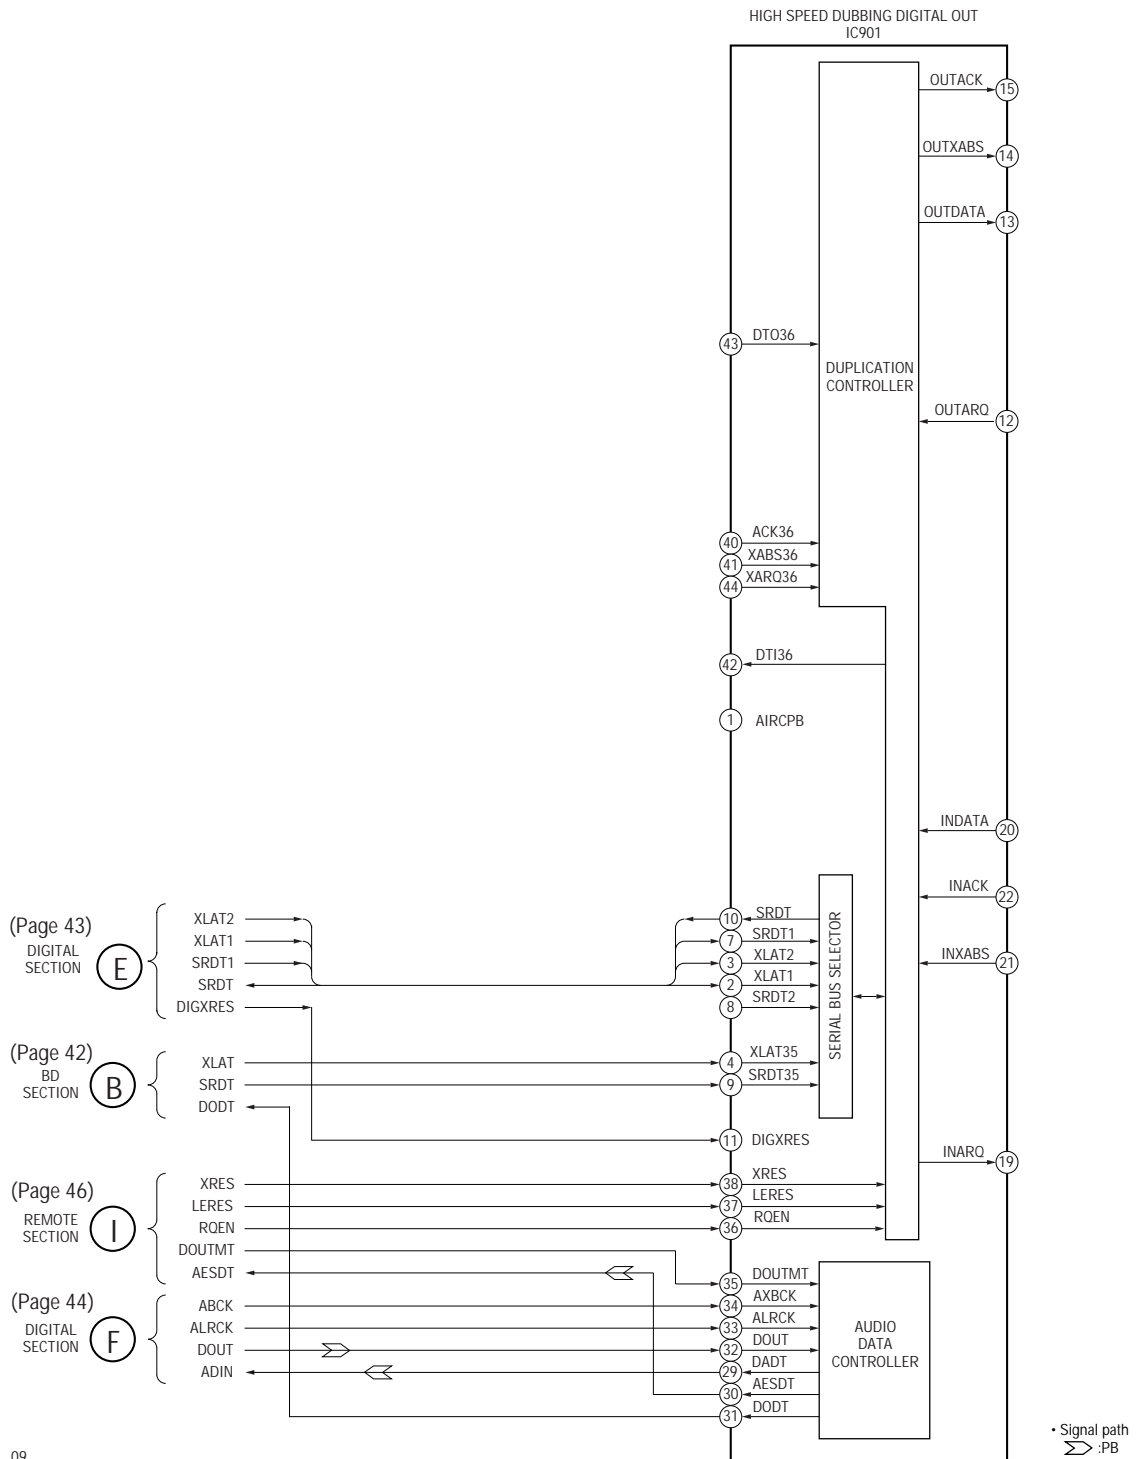 HIGH SPEED DUBBING DIGITAL OUT
IC901
OUTACK
15
OUTXABS
14
OUTDATA
13
43
DTO36
DUPLICATION
CONTROLLER
OUTARQ
12
40
ACK36
41
XABS36
44
XARQ36
42
DTI36
1
AIRCPB
INDATA
20
INACK
22
INXABS
21
INARQ
19
(Page 43)
DIGITAL
SECTION
E
XLAT2
XLAT1
SRDT1
SRDT
DIGXRES
10
SRDT
7
SRDT1
3
XLAT2
2
XLAT1
8
SRDT2
SERIAL BUS SELECTOR
(Page 42)
BD
SECTION
B
XLAT
SRDT
DODT
4
XLAT35
9
SRDT35
11
DIGXRES
(Page 46)
REMOTE
SECTION
I
XRES
LERES
RQEN
DOUTMT
AESDT
38
XRES
37
LERES
36
RQEN
35
DOUTMT
(Page 44)
DIGITAL
SECTION
F
ABCK
ALRCK
DOUT
ADIN
34
AXBCK
33
ALRCK
32
DOUT
29
DADT
30
AESDT
31
DODT
AUDIO
DATA
CONTROLLER
• Signal path
:PB
09